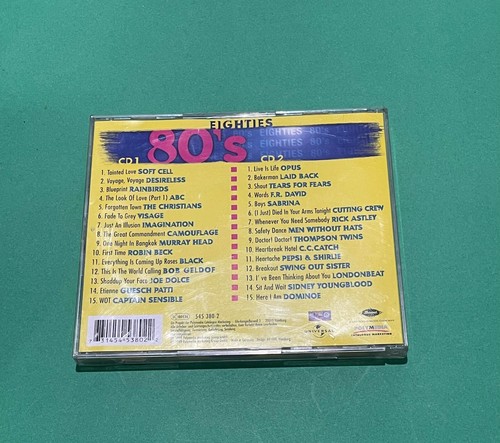 EIGHTIES
80's
EIGHTIES-80's
CD 1
1. Tainted Love SOFT CELL
2. Voyage, Voyage DESIRELESS
3. Blueprint RAINBIRDS
4. The Look Of Love (Part 1) ABC
5. Forgotten Town THE CHRISTIANS
6. Fade To Grey VISAGE
7. Just An Illusion IMAGINATION
8. The Great Commandment CAMOUFLAGE
9. One Night In Bangkok MURRAY HEAD
10. First Time ROBIN BECK
11. Everything Is Coming Up Roses BLACK
12. This Is The World Calling BOB GELDOF
13. Shaddup Your Face JOE DOLCE
14. Etienne GUESCH PATTI
15. WOT CAPTAIN SENSIBLE
CD 2
1. Live Is Life OPUS
2. Bakerman LAID BACK
3. Shout TEARS FOR FEARS
4. Words F.R. DAVID
5. Boys SABRINA
6. (I Just) Died In Your Arms Tonight CUTTING CREW
7. Whenever You Need Somebody RICK ASTLEY
8. Safety Dance MEN WITHOUT HATS
9. Doctor! Doctor! THOMPSON TWINS
10. Heartbreak Hotel C.C.CATCH
11. Heartache PEPSI & SHIRLIE
12. Breakout SWING OUT SISTER
13. I've Been Thinking About You LONDONBEAT
14. Sit And Wait SIDNEY YOUNGBLOOD
15. Here I Am DOMINOE
545 380-2
UNIVERSAL
POLYMEDIA